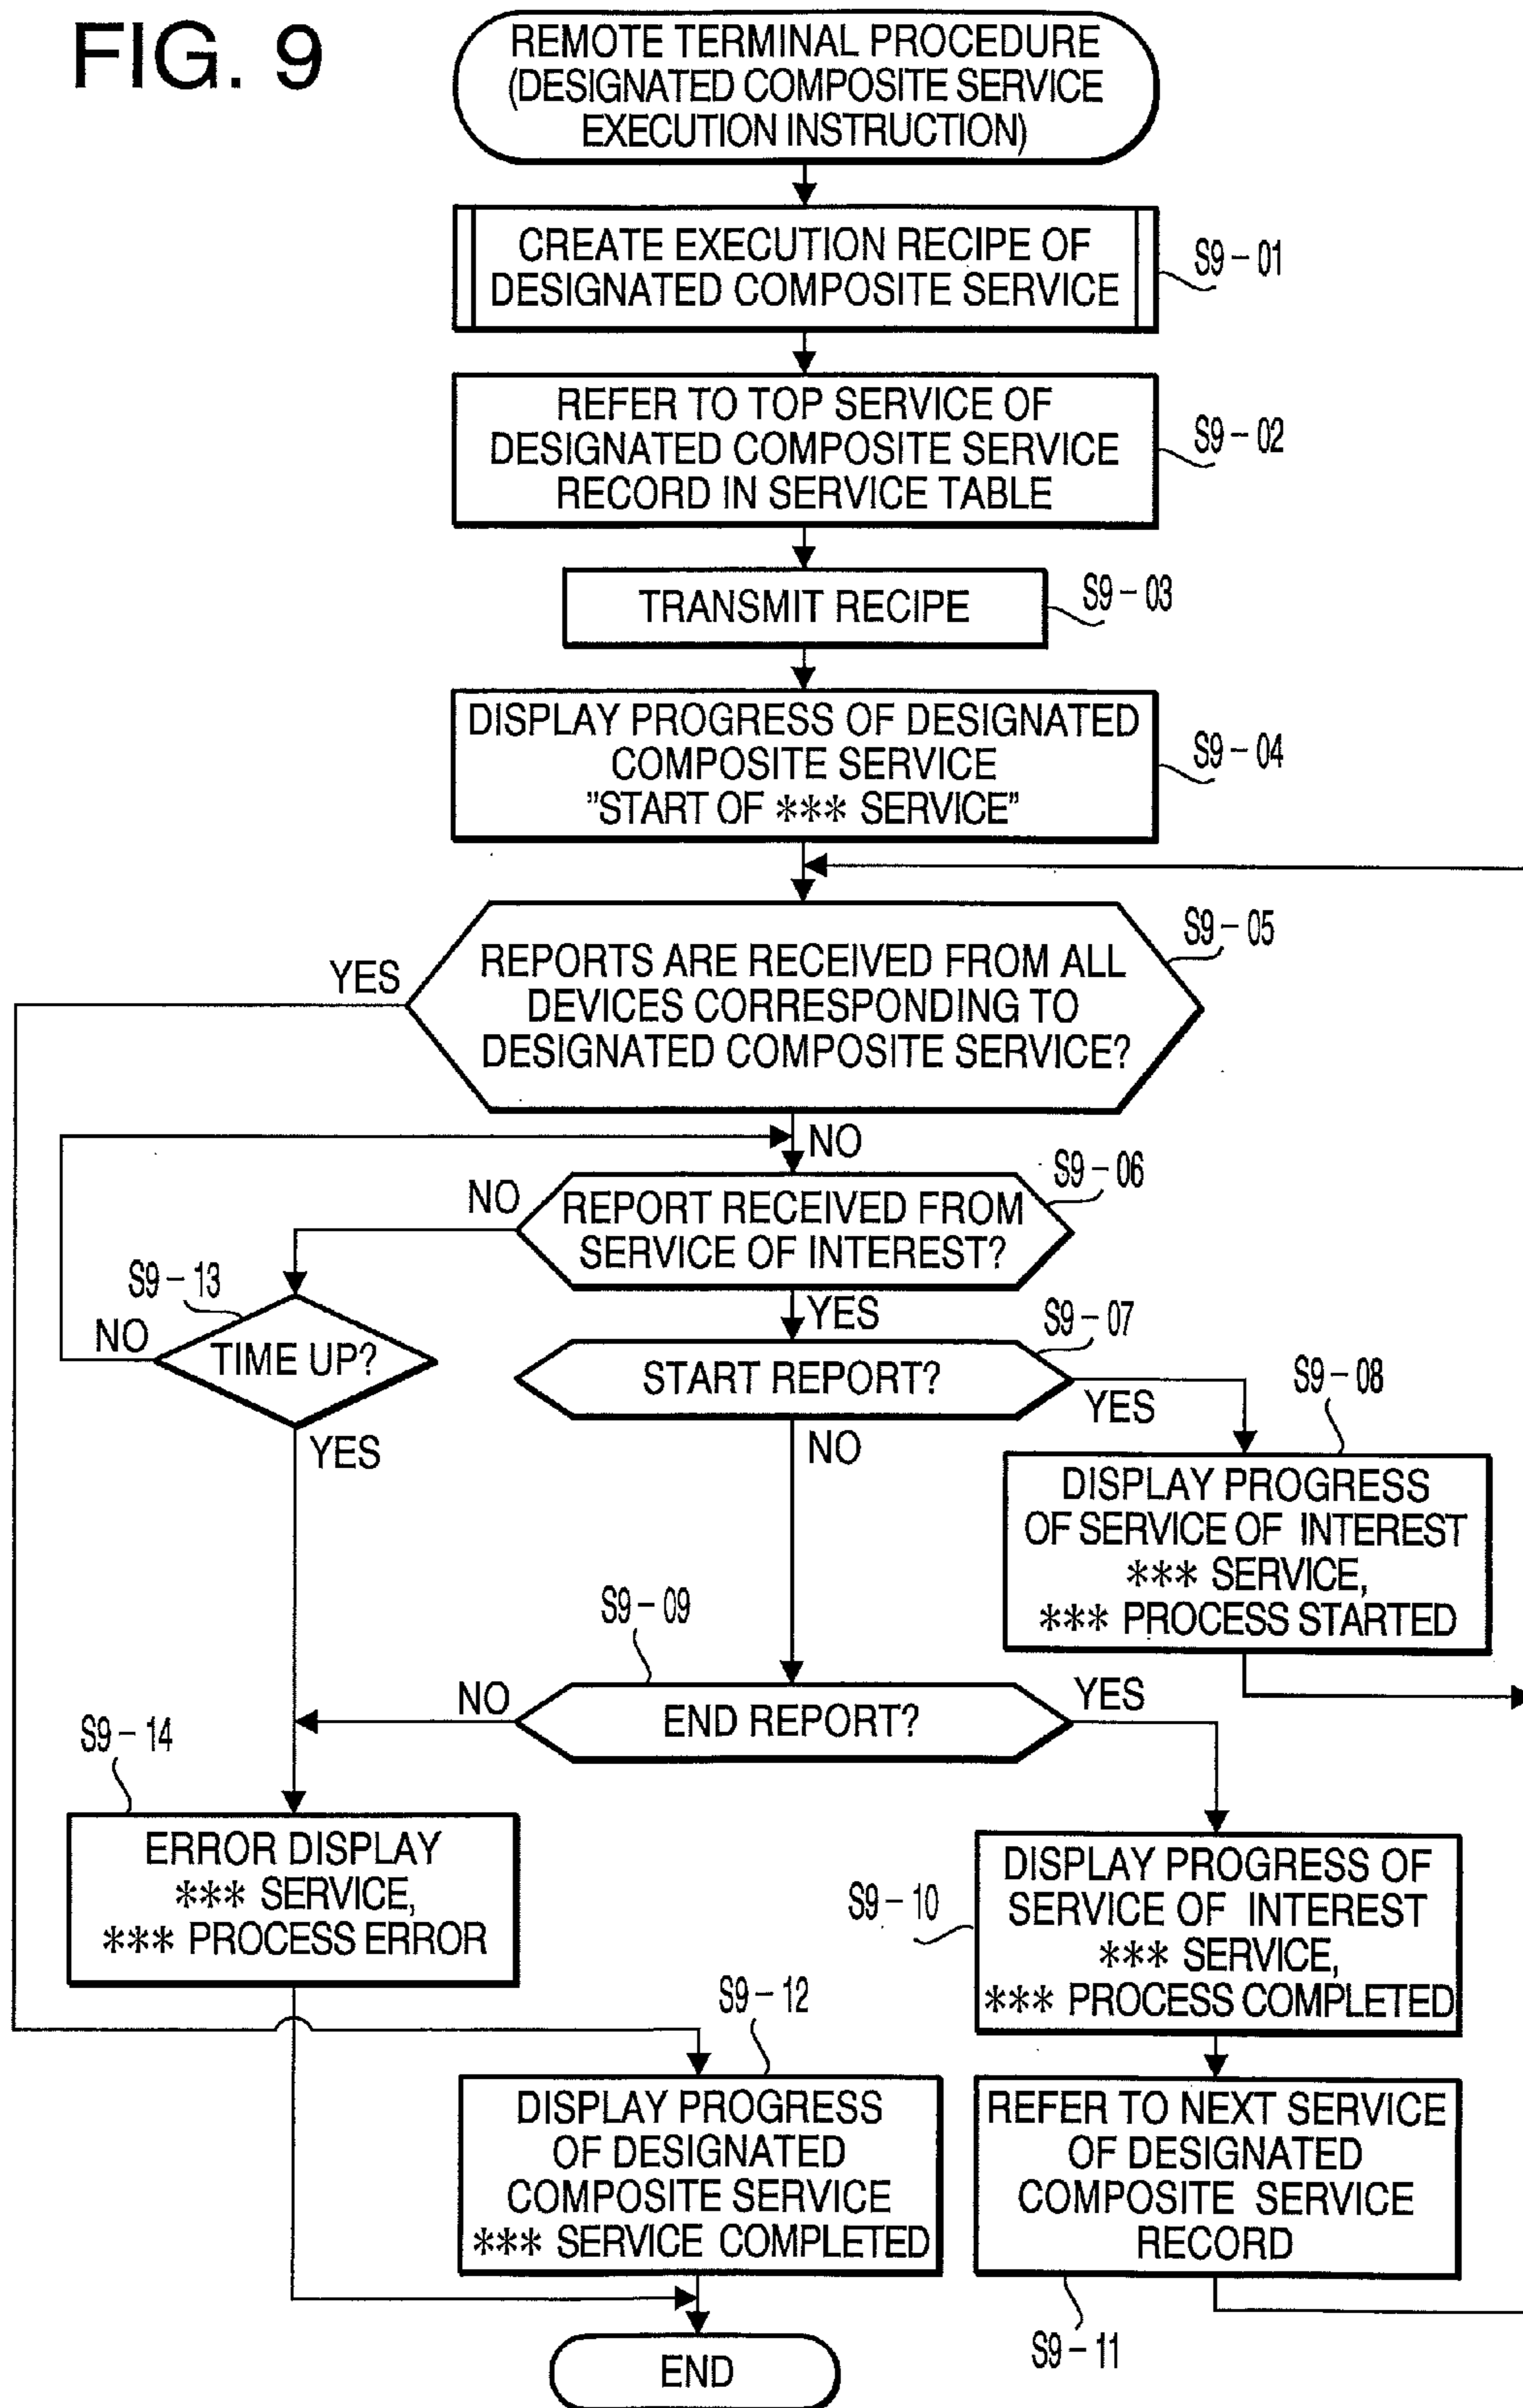 FIG. 9
REMOTE TERMINAL PROCEDURE
(DESIGNATED COMPOSITE SERVICE
EXECUTION INSTRUCTION)
CREATE EXECUTION RECIPE OF
DESIGNATED COMPOSITE SERVICE
S9-01
REFER TO TOP SERVICE OF
DESIGNATED COMPOSITE SERVICE
RECORD IN SERVICE TABLE
S9-02
TRANSMIT RECIPE
S9-03
DISPLAY PROGRESS OF DESIGNATED
COMPOSITE SERVICE
"START OF *** SERVICE"
S9-04
REPORTS ARE RECEIVED FROM ALL
DEVICES CORRESPONDING TO
DESIGNATED COMPOSITE SERVICE?
S9-05
YES
NO
REPORT RECEIVED FROM
SERVICE OF INTEREST?
S9-06
NO
YES
S9-13
TIME UP?
NO
YES
START REPORT?
S9-07
YES
NO
S9-08
DISPLAY PROGRESS
OF SERVICE OF INTEREST
*** SERVICE,
*** PROCESS STARTED
S9-09
END REPORT?
NO
YES
S9-14
ERROR DISPLAY
*** SERVICE,
*** PROCESS ERROR
S9-10
DISPLAY PROGRESS OF
SERVICE OF INTEREST
*** SERVICE,
*** PROCESS COMPLETED
S9-12
DISPLAY PROGRESS
OF DESIGNATED
COMPOSITE SERVICE
*** SERVICE COMPLETED
REFER TO NEXT SERVICE
OF DESIGNATED
COMPOSITE SERVICE
RECORD
S9-11
END